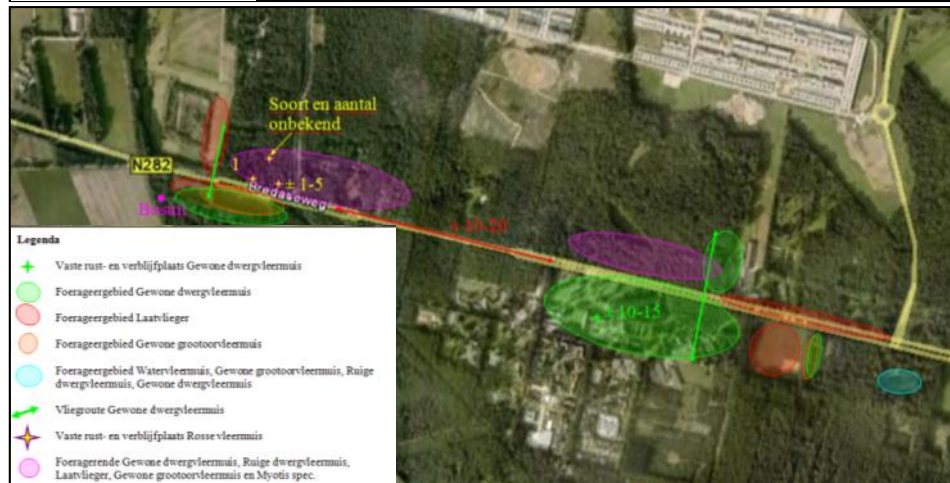 Soort en aantal
onbekend
N282
1
± 1-5
Bredaseweg
± 10-20
± 10-15
Legenda
Vaste rust- en verblijfplaats Gewone dwergvleermuis
Foerageergebied Gewone dwergvleermuis
Foerageergebied Laatvlieger
Foerageergebied Gewone grootoorvleermuis
Foerageergebied Watervleermuis, Gewone grootoorvleermuis, Ruige
dwergvleermuis, Gewone dwergvleermuis
Vliegroute Gewone dwergvleermuis
Vaste rust- en verblijfplaats Rosse vleermuis
Foeragerende Gewone dwergvleermuis, Ruige dwergvleermuis,
Laatvlieger, Gewone grootoorvleermuis en Myotis spec.